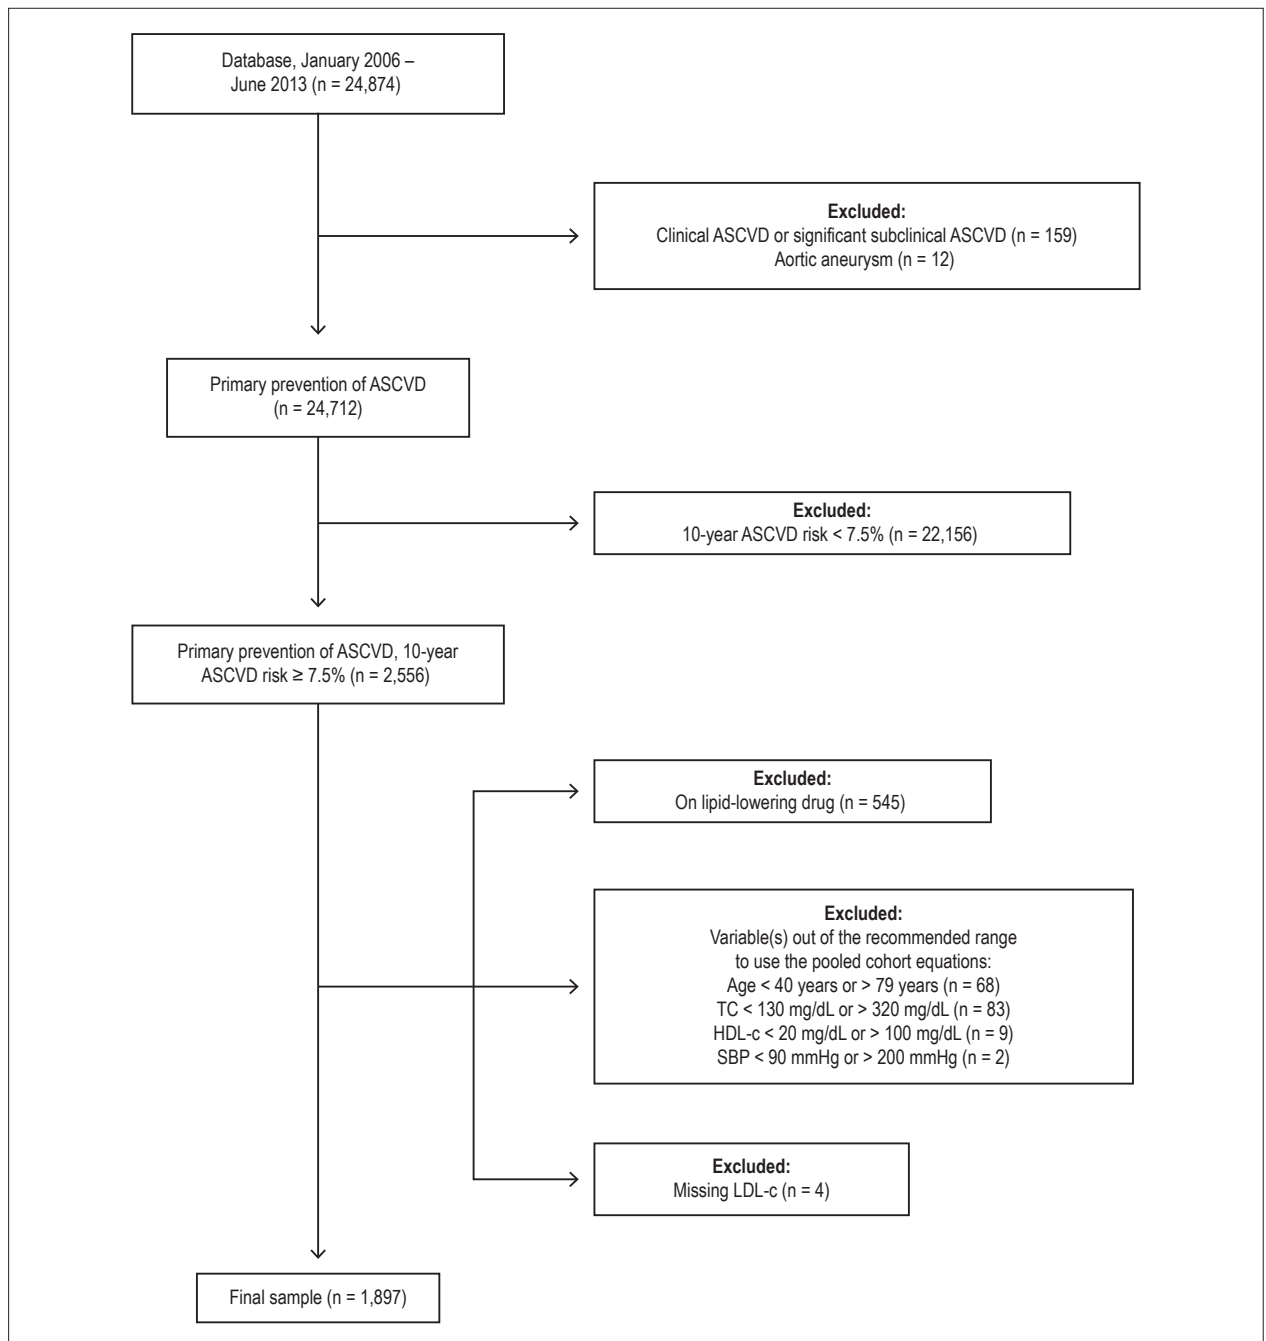 Database, January 2006 –
June 2013 (n = 24,874)
Excluded:
Clinical ASCVD or significant subclinical ASCVD (n = 159)
Aortic aneurysm (n = 12)
Primary prevention of ASCVD
(n = 24,712)
Excluded:
10-year ASCVD risk < 7.5% (n = 22,156)
Primary prevention of ASCVD, 10-year
ASCVD risk ≥ 7.5% (n = 2,556)
Excluded:
On lipid-lowering drug (n = 545)
Excluded:
Variable(s) out of the recommended range
to use the pooled cohort equations:
Age < 40 years or > 79 years (n = 68)
TC < 130 mg/dL or > 320 mg/dL (n = 83)
HDL-c < 20 mg/dL or > 100 mg/dL (n = 9)
SBP < 90 mmHg or > 200 mmHg (n = 2)
Excluded:
Missing LDL-c (n = 4)
Final sample (n = 1,897)